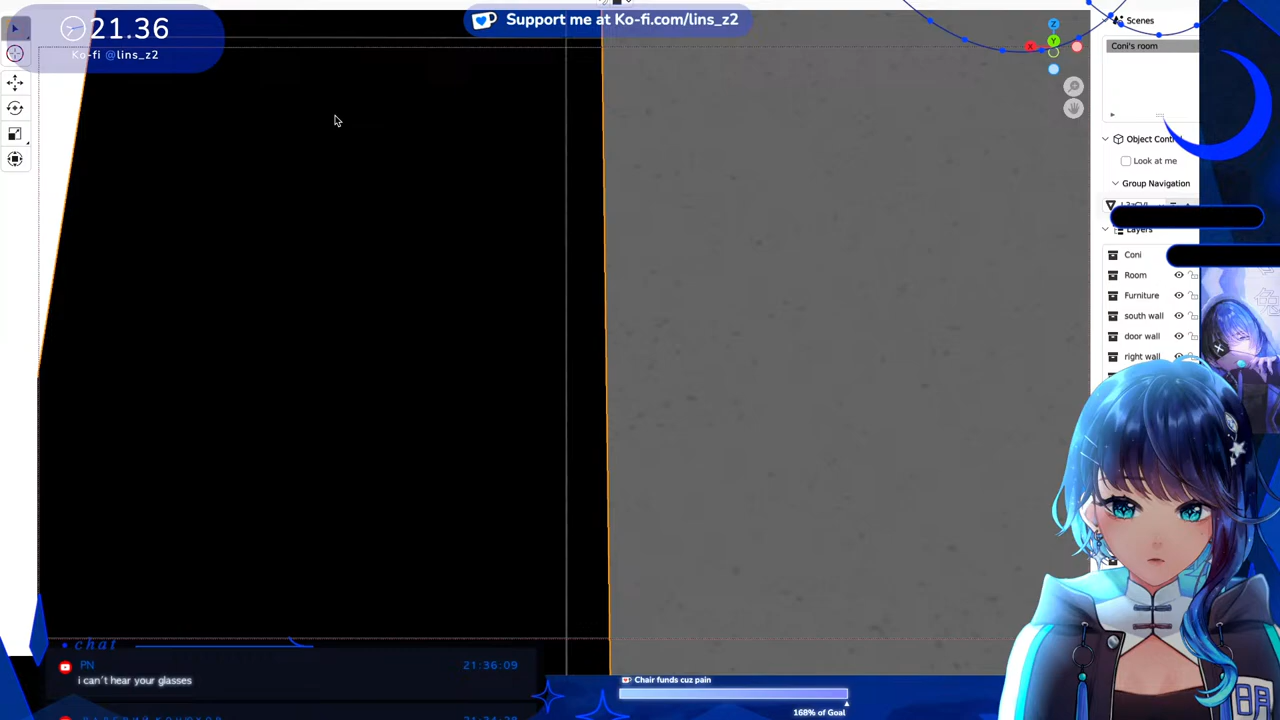 21.36
Ko-fi @lins_z2
Support me at Ko-fi.com/lins_z2
Z
Y
X
Scenes
Coni's room
Object Cont
Look at me
Group Navigation
Layers
Coni
Room
Furniture
south wall
door wall
right wall
chat
PN
21:36:09
i can't hear your glasses
Chair funds cuz pain
168% of Goal